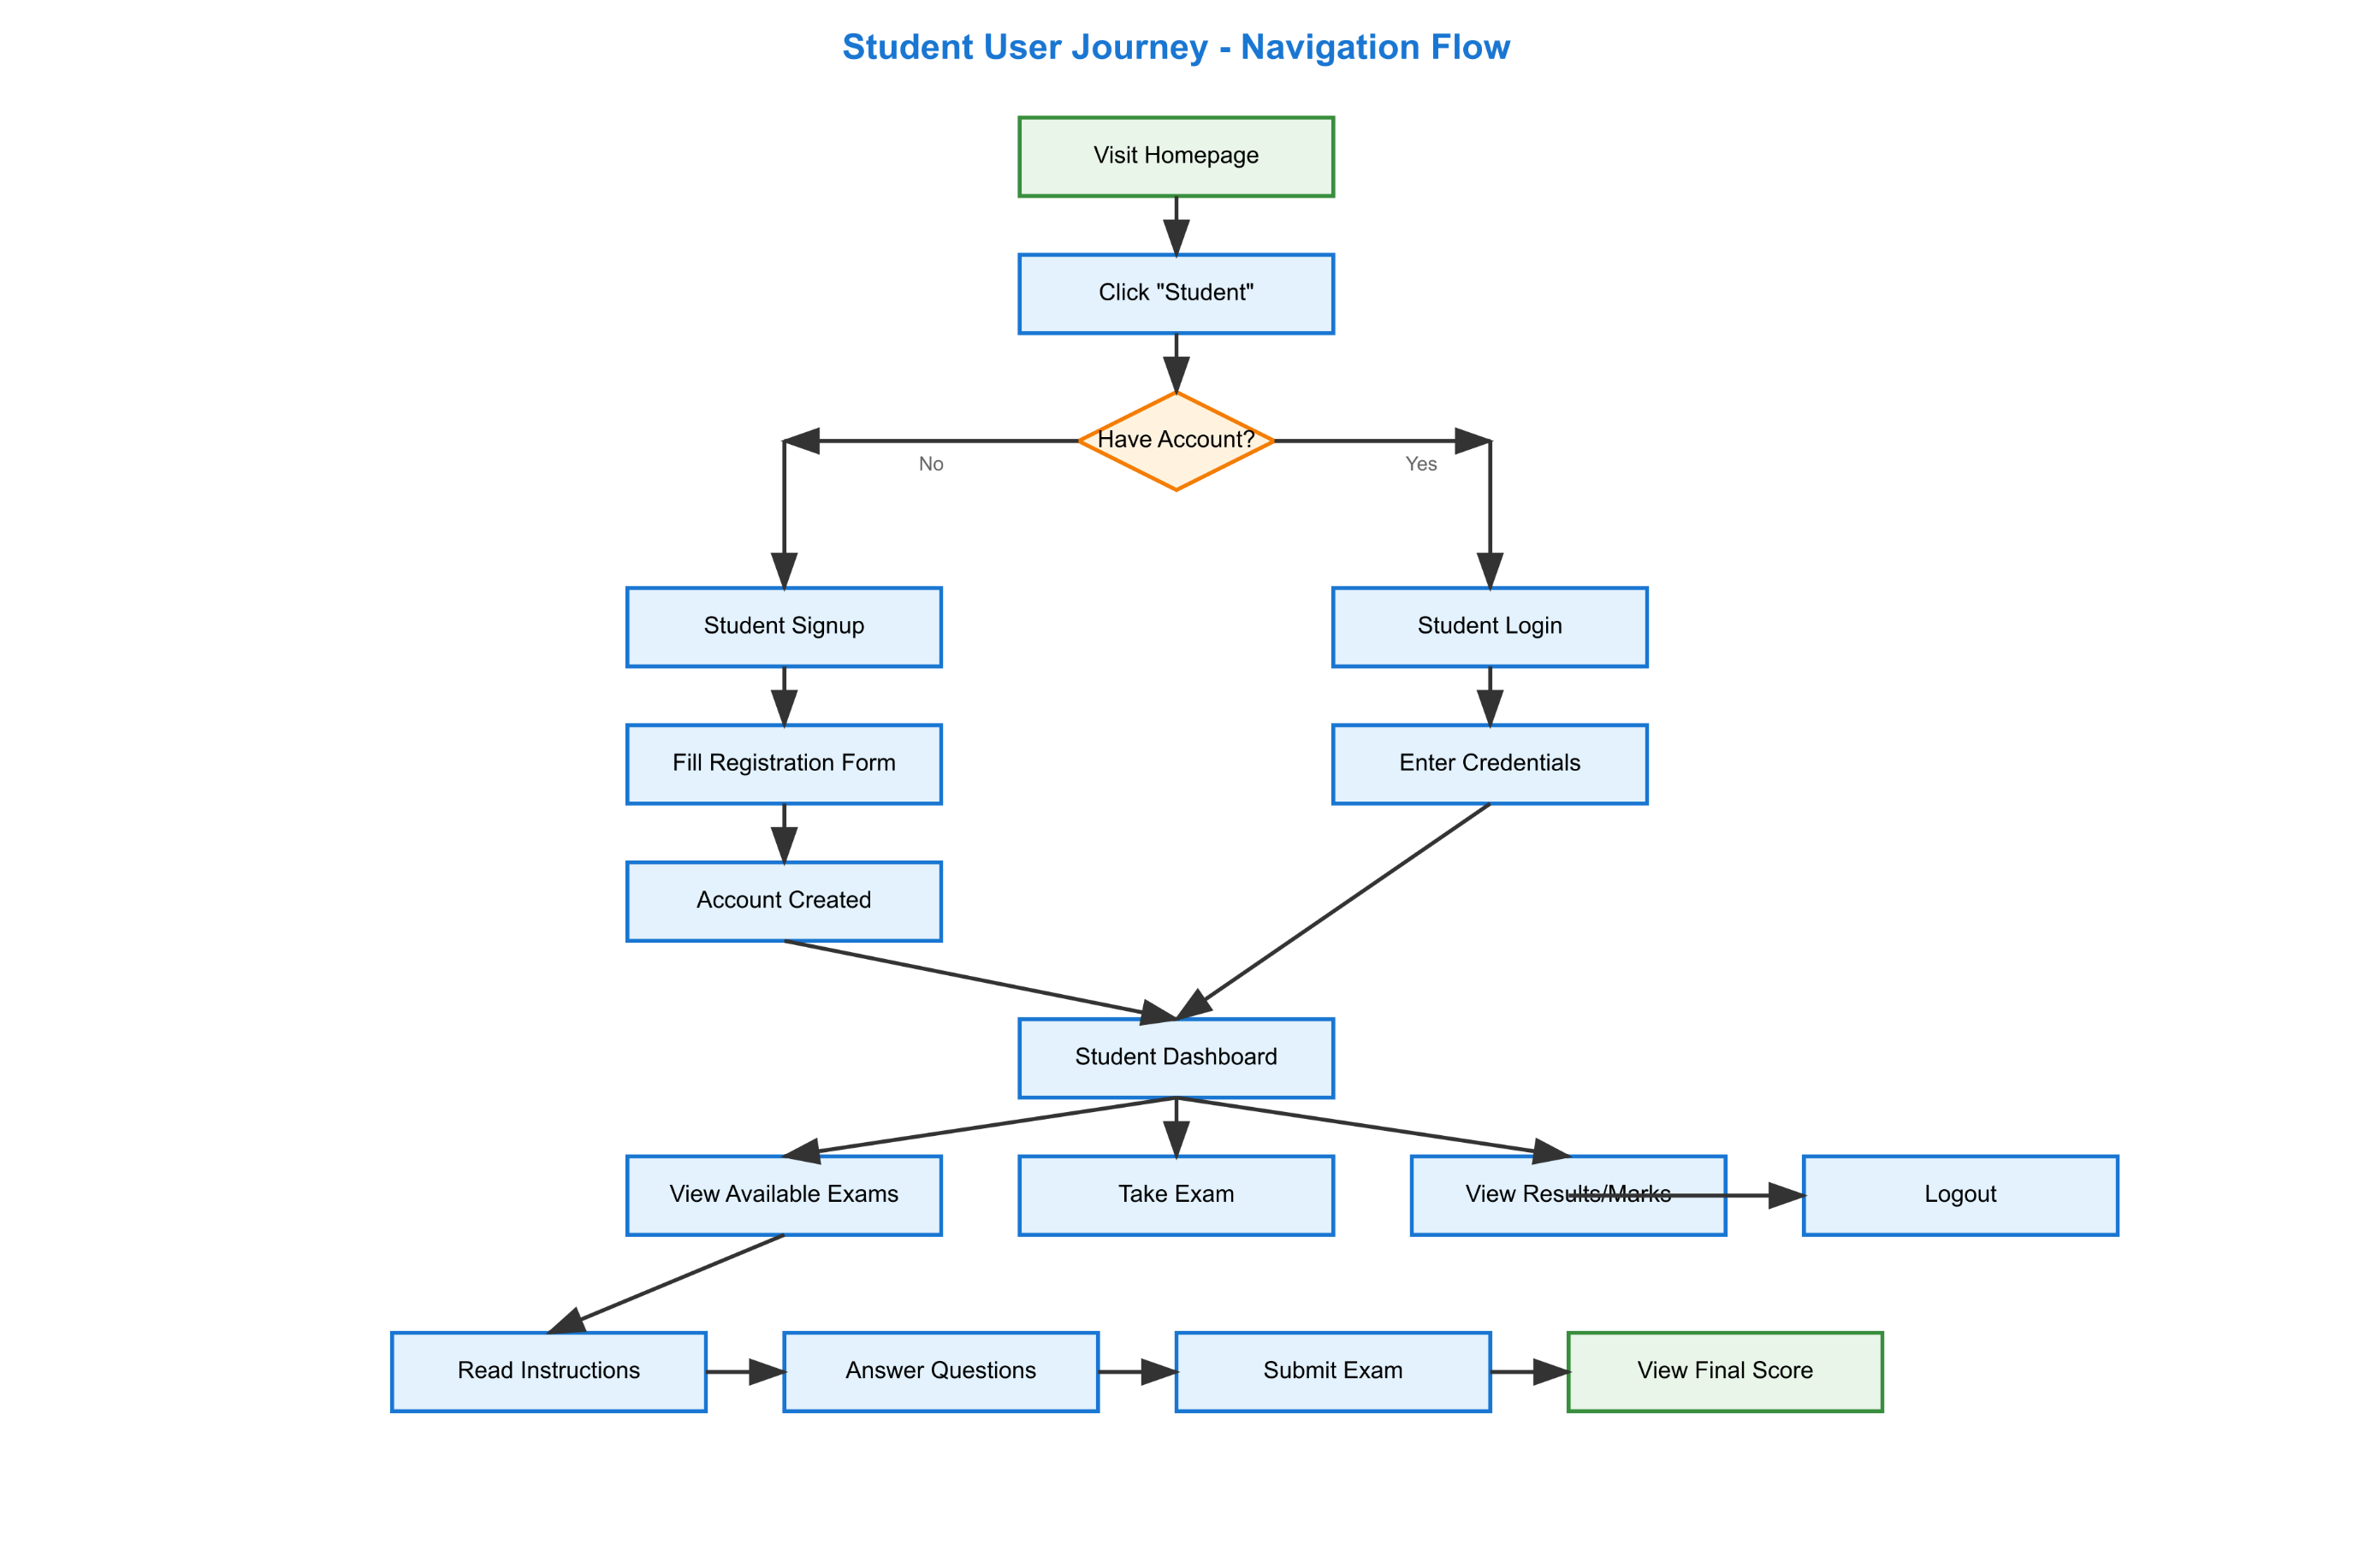 Student User Journey - Navigation Flow
Visit Homepage
Click "Student"
Have Account?
No
Yes
Student Signup
Student Login
Fill Registration Form
Enter Credentials
Account Created
Student Dashboard
View Available Exams
Take Exam
View Results/Marks
Logout
Read Instructions
Answer Questions
Submit Exam
View Final Score